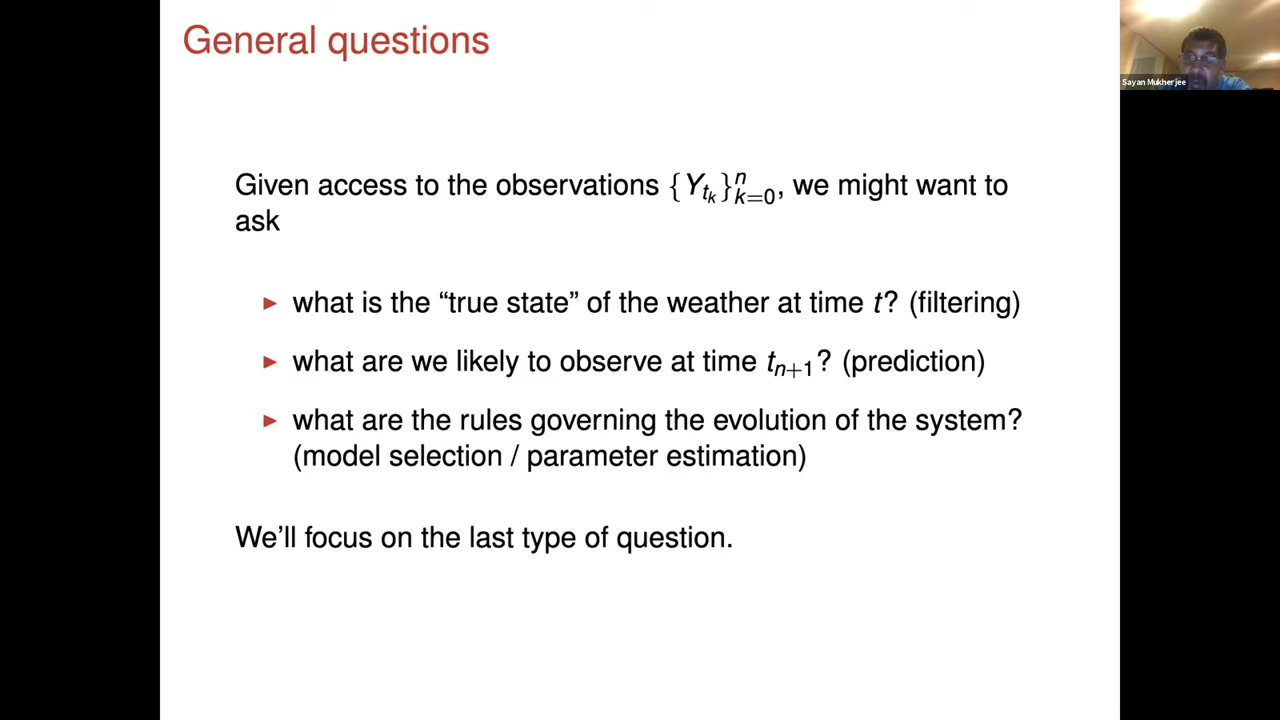 General questions
Sayan Mukherjee
Given access to the observations {Y_{t_k}}_{k=0}^n, we might want to
ask
▶ what is the “true state” of the weather at time t? (filtering)
▶ what are we likely to observe at time t_{n+1}? (prediction)
▶ what are the rules governing the evolution of the system?
(model selection / parameter estimation)
We’ll focus on the last type of question.